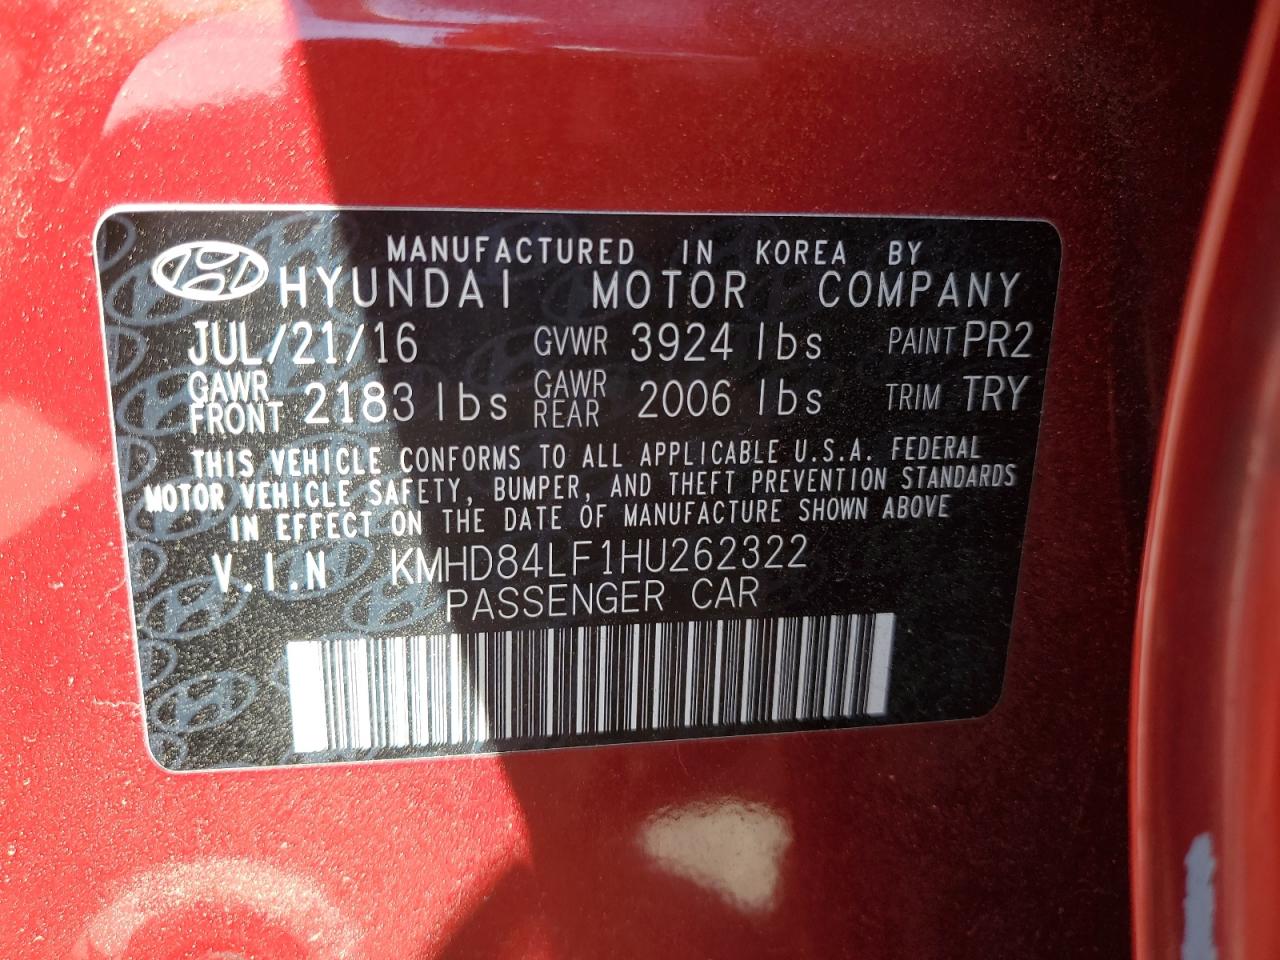 MANUFACTURED IN KOREA BY
HYUNDAI MOTOR COMPANY
JUL/21/16 GVWR 3924 lbs PAINT PR2
GAWR FRONT 2183 lbs GAWR REAR 2006 lbs TRIM TRY
THIS VEHICLE CONFORMS TO ALL APPLICABLE U.S.A. FEDERAL
MOTOR VEHICLE SAFETY, BUMPER, AND THEFT PREVENTION STANDARDS
IN EFFECT ON THE DATE OF MANUFACTURE SHOWN ABOVE
V.I.N KMHD84LF1HU262322
PASSENGER CAR